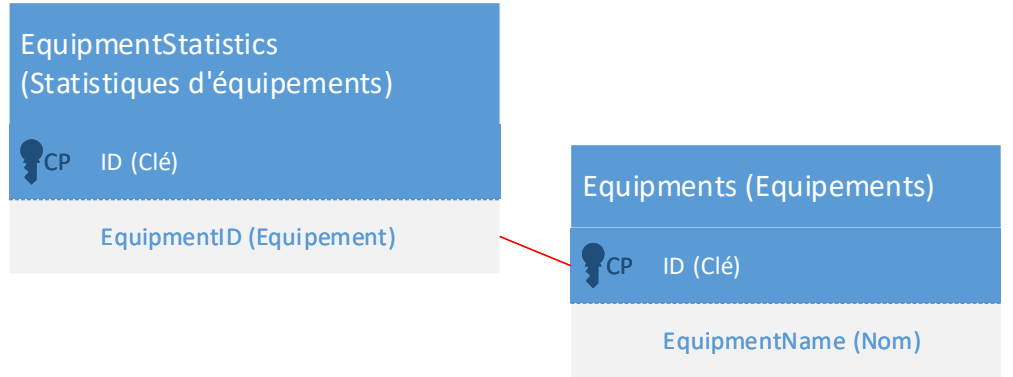 EquipmentStatistics
(Statistiques d'équipements)
CP ID (Clé)
EquipmentID (Equipement)
Equipments (Equipements)
CP ID (Clé)
EquipmentName (Nom)